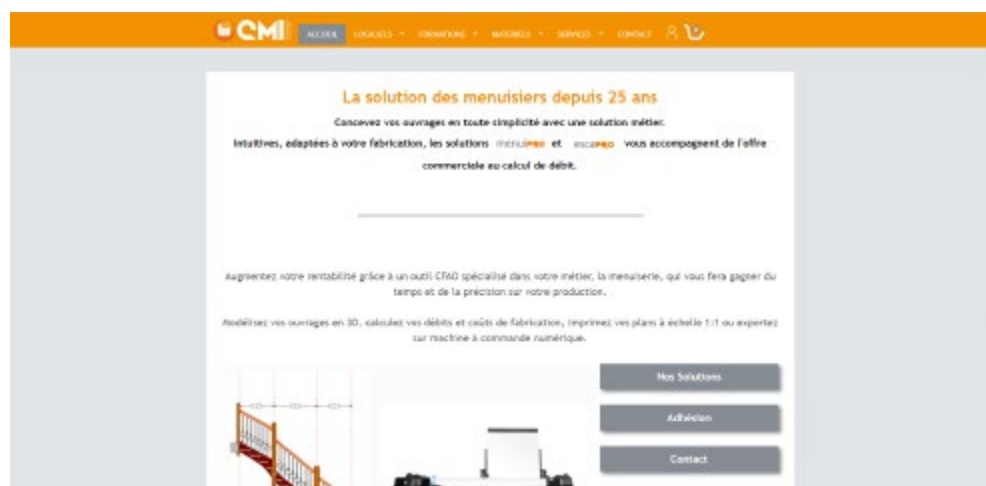 CMI ACCUEIL LOGICIELS FORMATIONS MATERIELS SERVICES CONTACT
La solution des menuisiers depuis 25 ans
Concevez vos ouvrages en toute simplicité avec une solution métier.
Intuitives, adaptées à votre fabrication, les solutions menuiPRO et escaPRO vous accompagnent de l'offre
commerciale au calcul de débit.
Augmentez votre rentabilité grâce à un outil CFAO spécialisé dans votre métier, la menuiserie, qui vous fera gagner du
temps et de la précision sur votre production.
Modélisez vos ouvrages en 3D, calculez vos débits et coûts de fabrication, imprimez vos plans à échelle 1:1 ou exportez
sur machine à commande numérique.
Nos Solutions
Adhésion
Contact